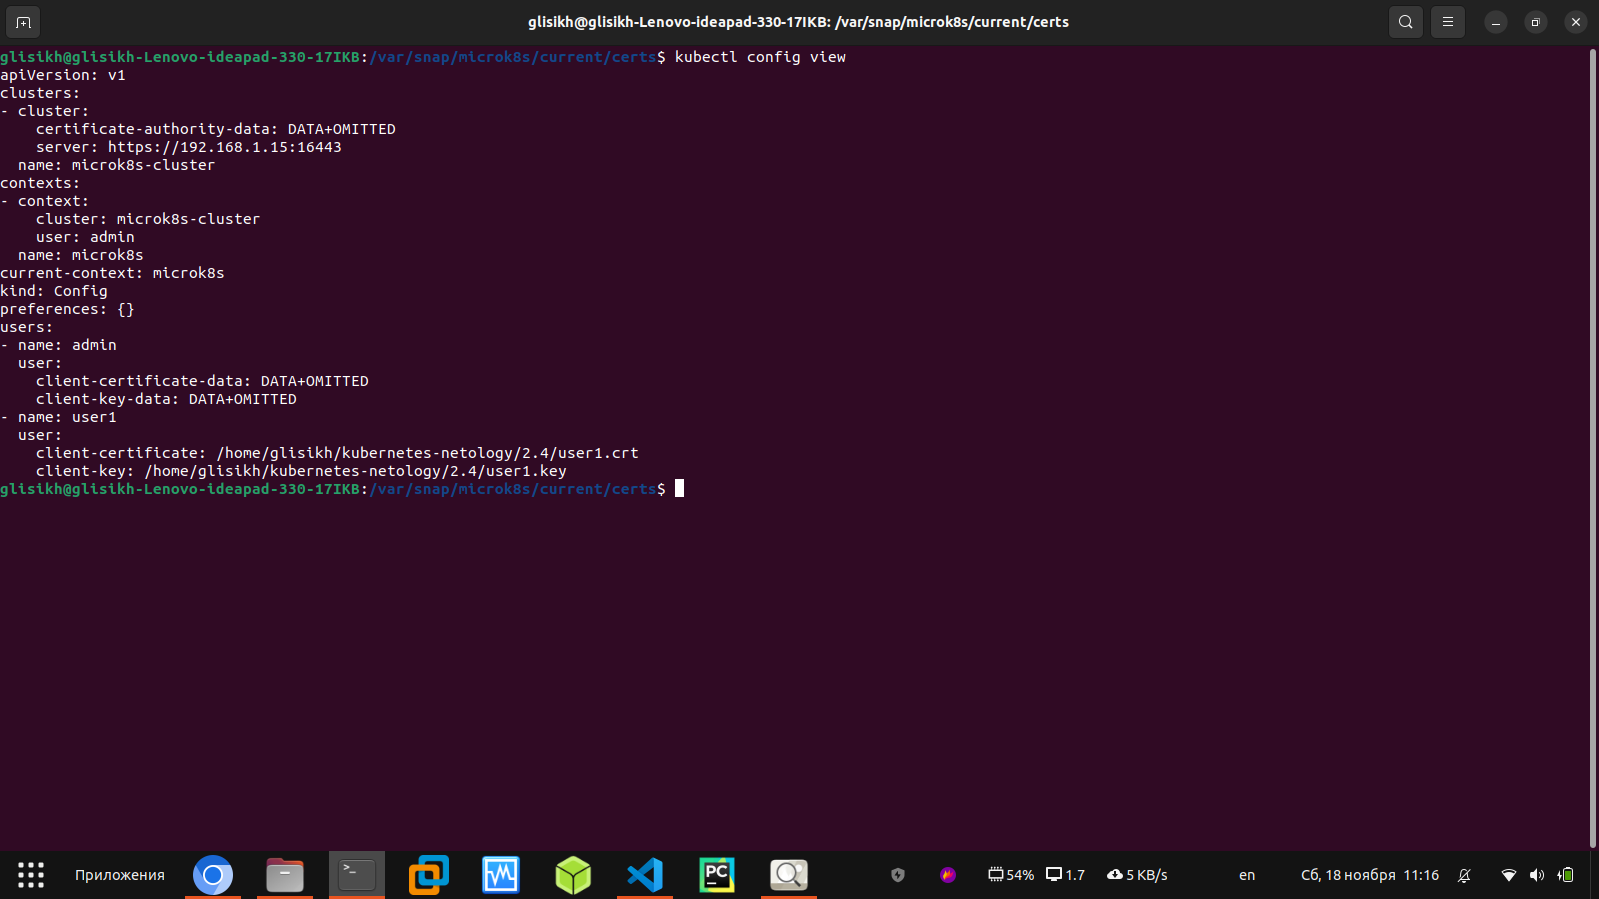 glisikh@glisikh-Lenovo-ideapad-330-17IKB: /var/snap/microk8s/current/certs
glisikh@glisikh-Lenovo-ideapad-330-17IKB:/var/snap/microk8s/current/certs$ kubectl config view
apiVersion: v1
clusters:
- cluster:
    certificate-authority-data: DATA+OMITTED
    server: https://192.168.1.15:16443
  name: microk8s-cluster
contexts:
- context:
    cluster: microk8s-cluster
    user: admin
  name: microk8s
current-context: microk8s
kind: Config
preferences: {}
users:
- name: admin
  user:
    client-certificate-data: DATA+OMITTED
    client-key-data: DATA+OMITTED
- name: user1
  user:
    client-certificate: /home/glisikh/kubernetes-netology/2.4/user1.crt
    client-key: /home/glisikh/kubernetes-netology/2.4/user1.key
glisikh@glisikh-Lenovo-ideapad-330-17IKB:/var/snap/microk8s/current/certs$
Приложения >_ PC 54% 1.7 5 KB/s en Сб, 18 ноября 11:16